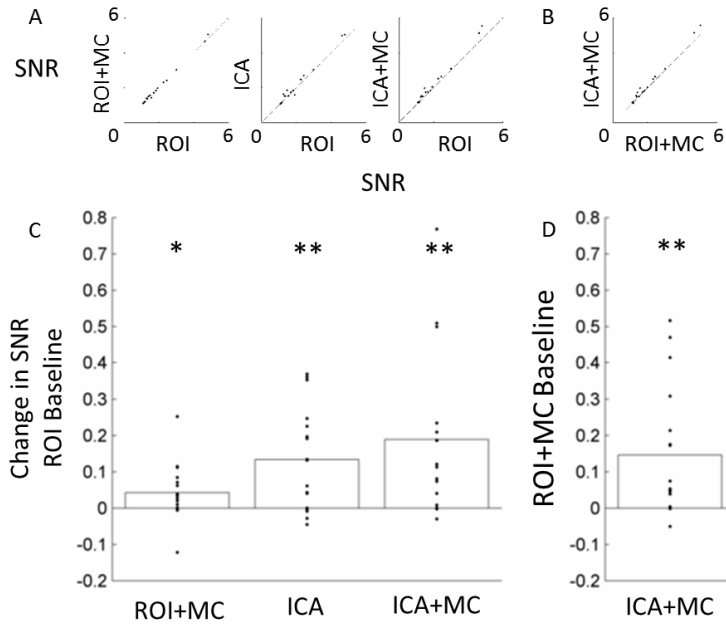 A
B
SNR
6
ROI+MC
0
ROI
6
ICA
0
ROI
6
ICA+MC
0
ROI
6
6
ICA+MC
0
ROI+MC
6
SNR
C
Change in SNR
ROI Baseline
0.8
0.7
0.6
0.5
0.4
0.3
0.2
0.1
0
-0.1
-0.2
*
**
**
ROI+MC
ICA
ICA+MC
D
ROI+MC Baseline
0.8
0.7
0.6
0.5
0.4
0.3
0.2
0.1
0
-0.1
-0.2
**
ICA+MC